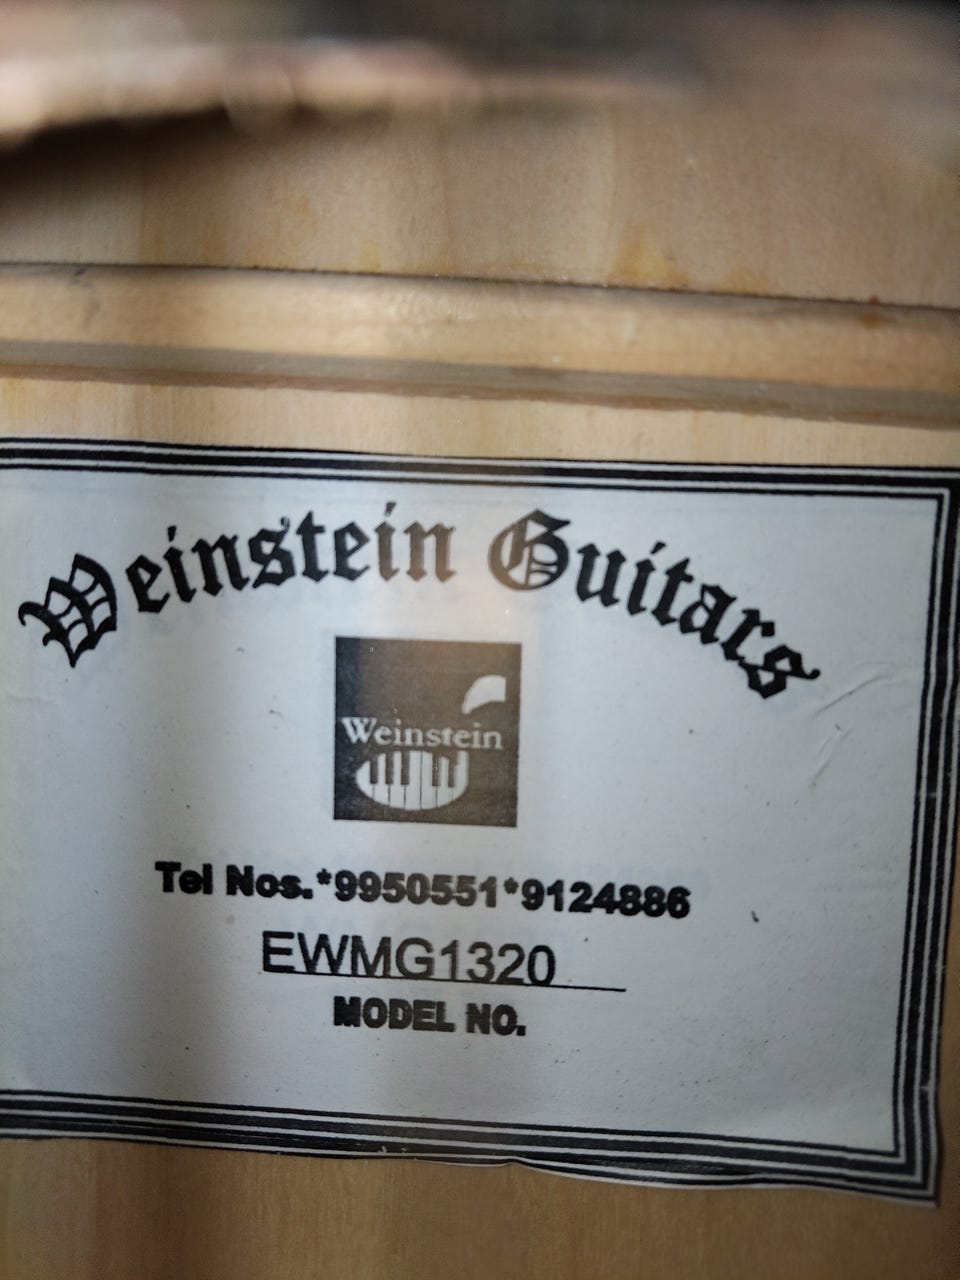 Weinstein Guitars
Weinstein
Tel Nos.*9950551*9124886
EWMG1320
MODEL NO.